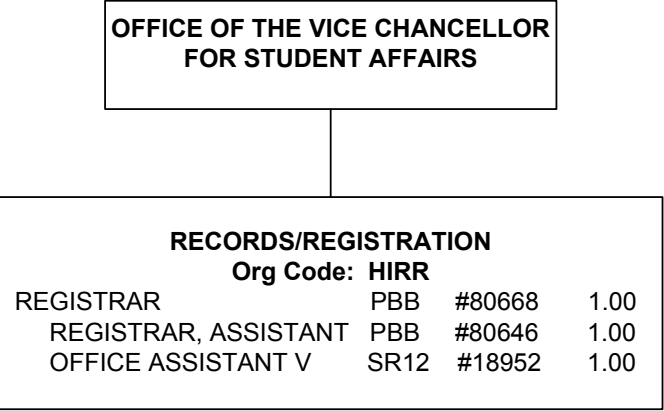 OFFICE OF THE VICE CHANCELLOR
FOR STUDENT AFFAIRS
RECORDS/REGISTRATION
Org Code: HIRR
REGISTRAR PBB #80668 1.00
REGISTRAR, ASSISTANT PBB #80646 1.00
OFFICE ASSISTANT V SR12 #18952 1.00